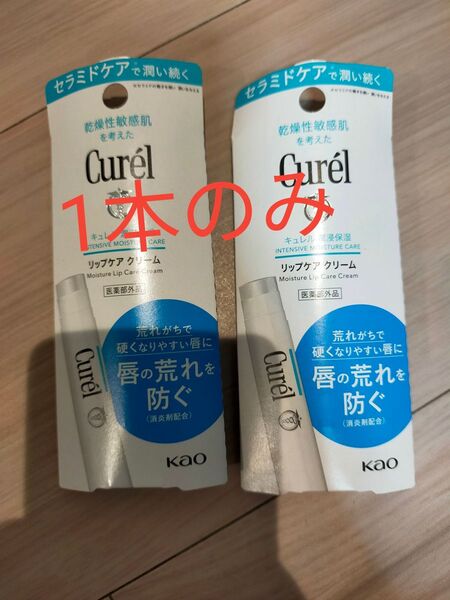 セラミドケアで潤い続く
乾燥性敏感肌
を考えた
Curél
INTENSIVE MOISTURE CARE
リップケア クリーム
Moisture Lip Care Cream
医薬部外品
荒れがちで
硬くなりやすい唇に
唇の荒れを
防ぐ
(消炎剤配合)
Curél
Kao
セラミドケアで潤い続く
乾燥性敏感肌
を考えた
Curél
キュレル 潤浸保湿
INTENSIVE MOISTURE CARE
リップケア クリーム
Moisture Lip Care Cream
医薬部外品
荒れがちで
硬くなりやすい唇に
唇の荒れを
防ぐ
(消炎剤配合)
Curél
Kao
1本のみ